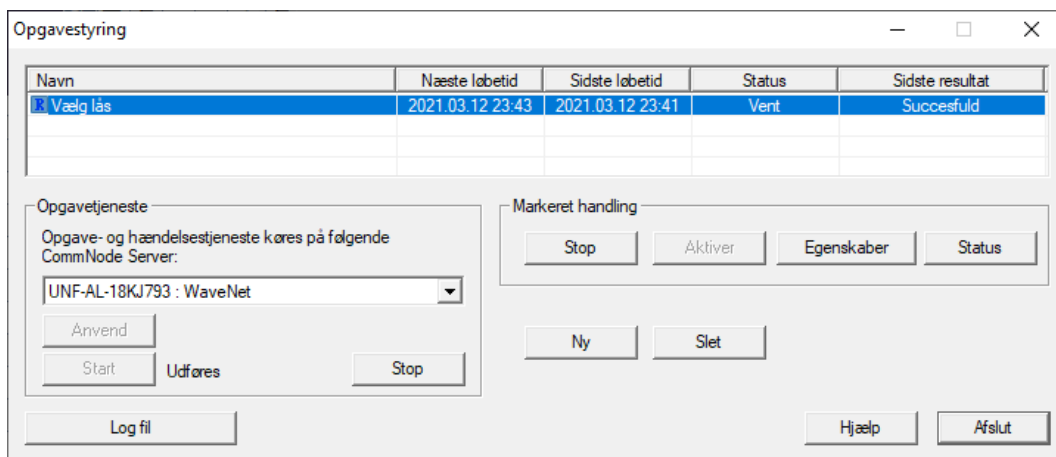 Opgavestyring
Navn Næste løbetid Sidste løbetid Status Sidste resultat
R Vælg lås 2021.03.12 23:43 2021.03.12 23:41 Vent Succesfuld
Opgavetjeneste
Opgave- og hændelsestjeneste køres på følgende
CommNode Server:
UNF-AL-18KJ793 : WaveNet
Anvend
Start Udføres Stop
Markeret handling
Stop Aktiver Egenskaber Status
Ny Slet
Log fil Hjælp Afslut